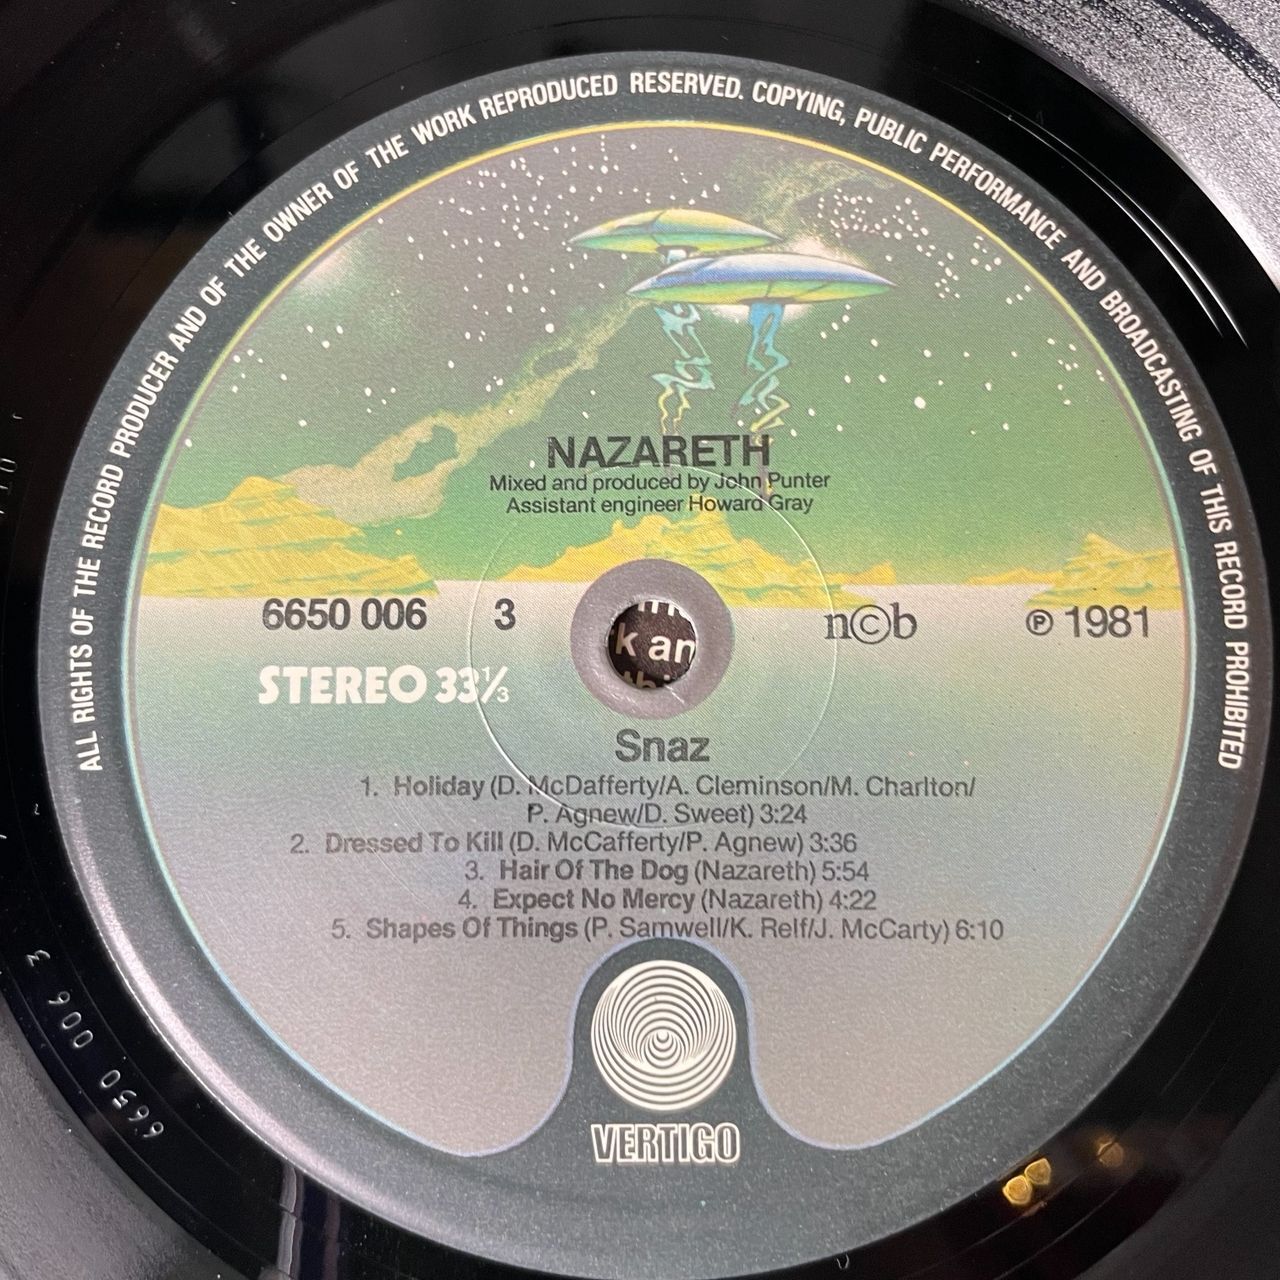 ALL RIGHTS OF THE RECORD PRODUCER AND OF THE OWNER OF THE WORK REPRODUCED RESERVED. COPYING, PUBLIC PERFORMANCE AND BROADCASTING OF THIS RECORD PROHIBITED
NAZARETH
Mixed and produced by John Punter
Assistant engineer Howard Gray
6650 006 3 n©b ℗ 1981
STEREO 33⅓
k an
Snaz
1. Holiday (D. McDafferty/A. Cleminson/M. Charlton/
P. Agnew/D. Sweet) 3:24
2. Dressed To Kill (D. McCafferty/P. Agnew) 3:36
3. Hair Of The Dog (Nazareth) 5:54
4. Expect No Mercy (Nazareth) 4:22
5. Shapes Of Things (P. Samwell/K. Relf/J. McCarty) 6:10
VERTIGO
6650 006 3